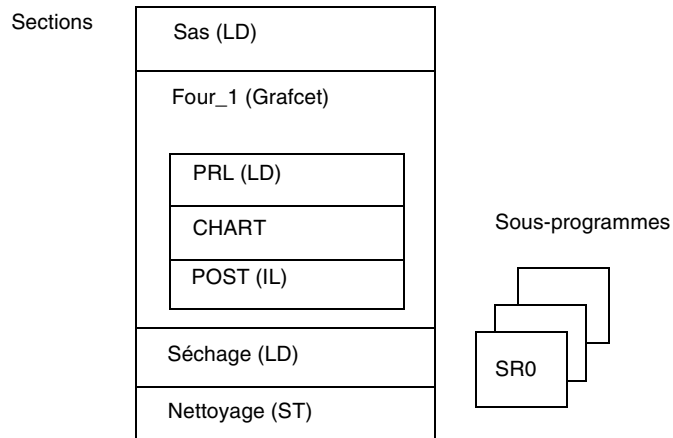 Sections
Sas (LD)
Four_1 (Grafcet)
PRL (LD)
CHART
POST (IL)
Séchage (LD)
Nettoyage (ST)
Sous-programmes
SR0